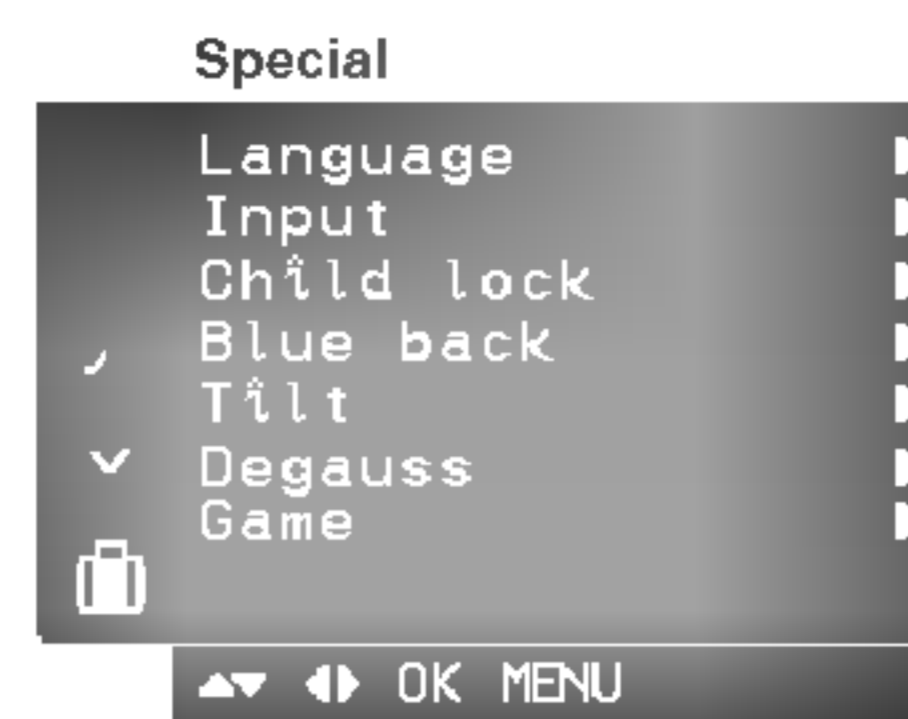 Special
Language
Input
Child lock
Blue back
Tilt
Degauss
Game
OK MENU